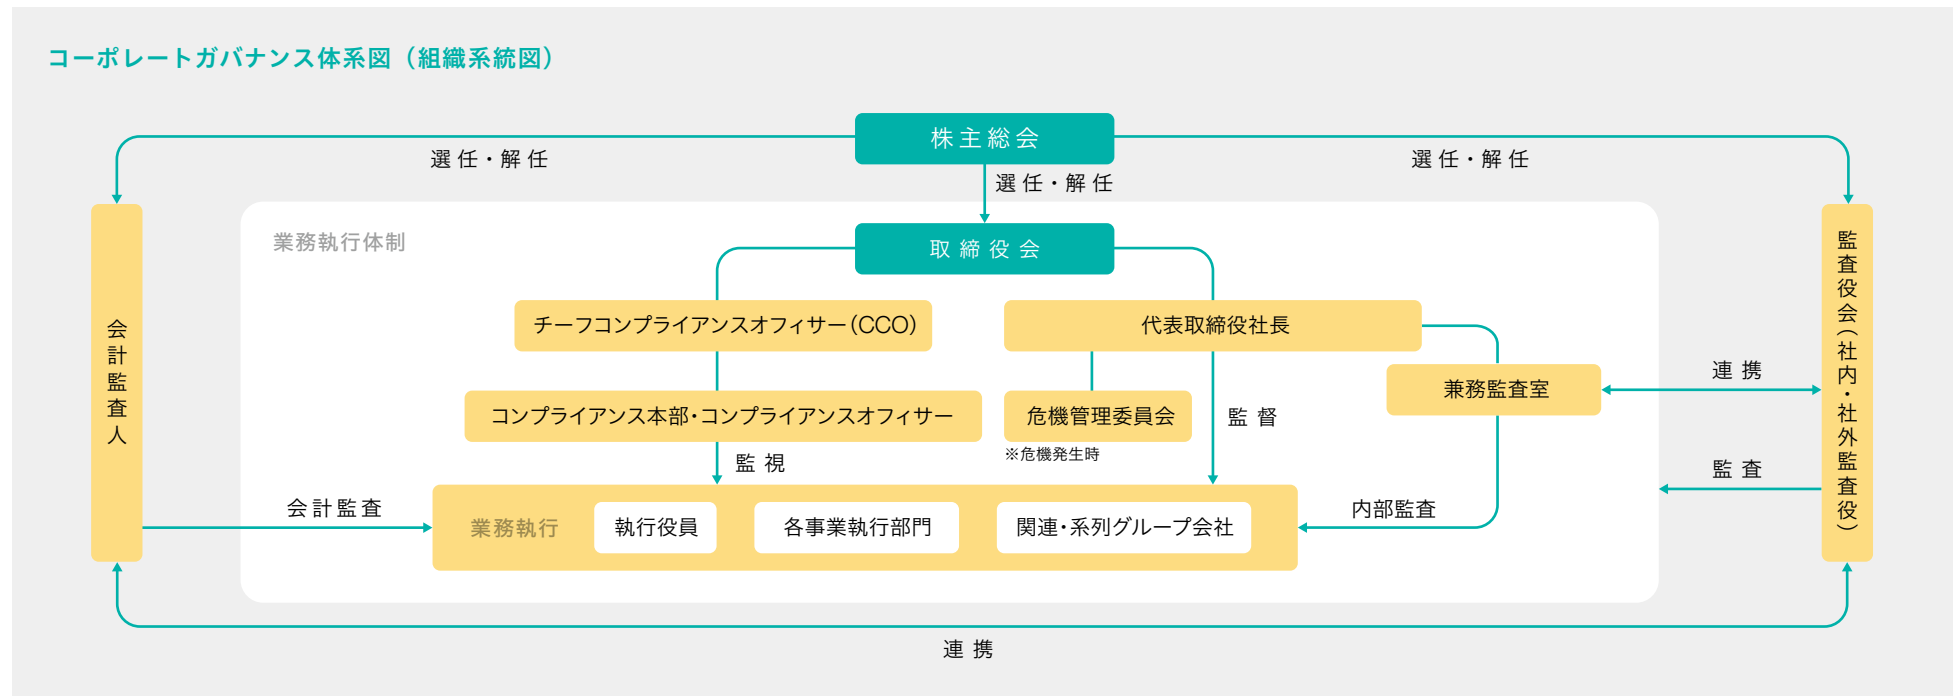 コーポレートガバナンス体系図（組織系統図）
株主総会
選任・解任
選任・解任
選任・解任
業務執行体制
取締役会
会計監査人
監査役会（社内・社外監査役）
チーフコンプライアンスオフィサー（CCO）
代表取締役社長
兼務監査室
連携
コンプライアンス本部・コンプライアンスオフィサー
危機管理委員会
監督
※危機発生時
監視
監査
会計監査
業務執行
執行役員
各事業執行部門
関連・系列グループ会社
内部監査
連携